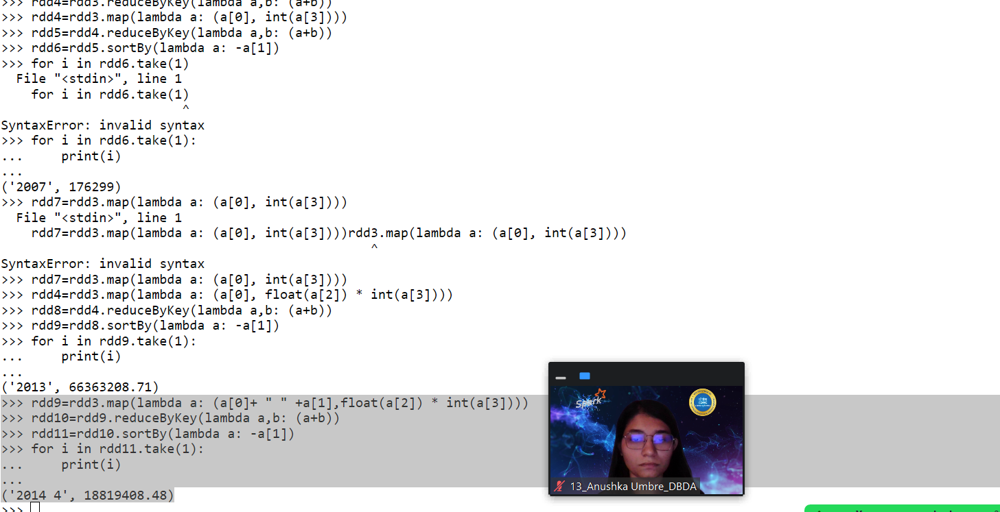 >>> rdd4=rdd3.reduceByKey(lambda a,b: (a+b))
>>> rdd4=rdd3.map(lambda a: (a[0], int(a[3])))
>>> rdd5=rdd4.reduceByKey(lambda a,b: (a+b))
>>> rdd6=rdd5.sortBy(lambda a: -a[1])
>>> for i in rdd6.take(1)
  File "<stdin>", line 1
    for i in rdd6.take(1)
                        ^
SyntaxError: invalid syntax
>>> for i in rdd6.take(1):
...     print(i)
...
('2007', 176299)
>>> rdd7=rdd3.map(lambda a: (a[0], int(a[3])))
  File "<stdin>", line 1
    rdd7=rdd3.map(lambda a: (a[0], int(a[3])))rdd3.map(lambda a: (a[0], int(a[3])))
                                                 ^
SyntaxError: invalid syntax
>>> rdd7=rdd3.map(lambda a: (a[0], int(a[3])))
>>> rdd4=rdd3.map(lambda a: (a[0], float(a[2]) * int(a[3])))
>>> rdd8=rdd4.reduceByKey(lambda a,b: (a+b))
>>> rdd9=rdd8.sortBy(lambda a: -a[1])
>>> for i in rdd9.take(1):
...     print(i)
...
('2013', 66363208.71)
>>> rdd9=rdd3.map(lambda a: (a[0]+ " " +a[1],float(a[2]) * int(a[3])))
>>> rdd10=rdd9.reduceByKey(lambda a,b: (a+b))
>>> rdd11=rdd10.sortBy(lambda a: -a[1])
>>> for i in rdd11.take(1):
...     print(i)
...
('2014 4', 18819408.48)
>>>
Spark
13_Anushka Umbre_DBDA